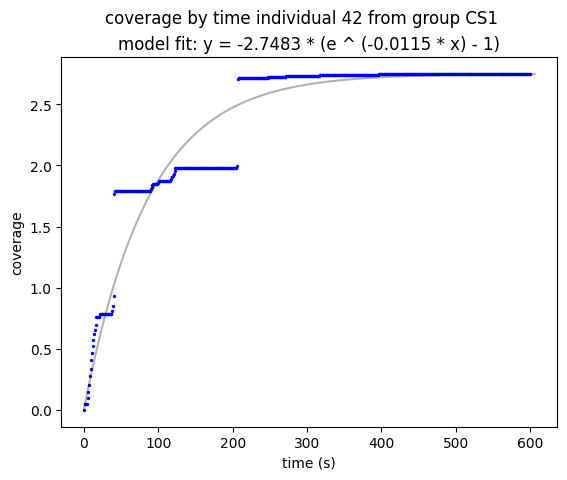 coverage by time individual 42 from group CS1
model fit: y = -2.7483 * (e ^ (-0.0115 * x) - 1)
2.5
2.0
1.5
1.0
0.5
0.0
coverage
0 100 200 300 400 500 600
time (s)